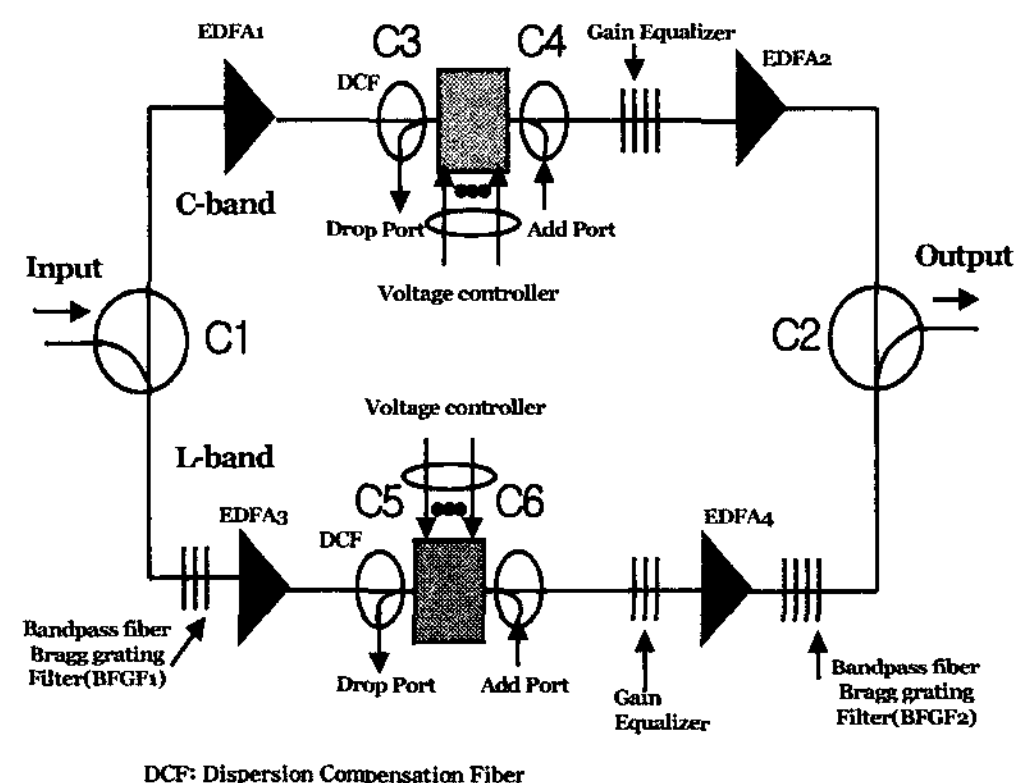 EDFA1
C3
C4
Gain Equalizer
EDFA2
DCF
C-band
Drop Port
Add Port
Input
Output
Voltage controller
C1
C2
Voltage controller
L-band
C5
C6
EDFA3
EDFA4
DCF
Bandpass fiber
Bragg grating
Filter(BFGF1)
Drop Port
Add Port
Gain
Equalizer
Bandpass fiber
Bragg grating
Filter(BFGF2)
DCF: Dispersion Compensation Fiber